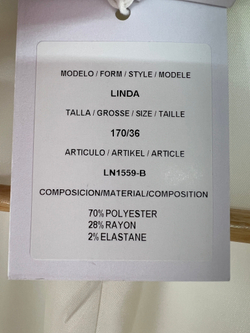 MODELO / FORM / STYLE / MODELE
LINDA
TALLA / GROSSE / SIZE / TAILLE
170/36
ARTICULO / ARTIKEL / ARTICLE
LN1559-B
COMPOSICION/MATERIAL/COMPOSITION
70%POLYESTER
28%RAYON
2%ELASTANE